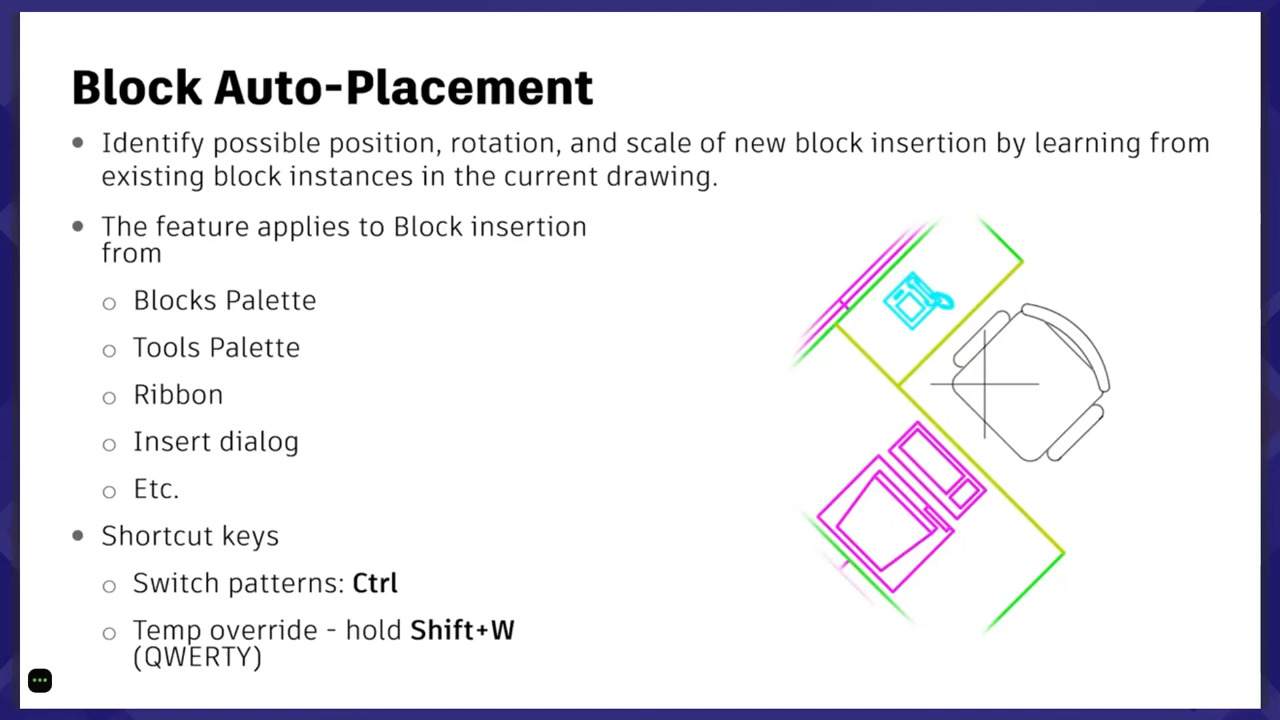 Block Auto-Placement
Identify possible position, rotation, and scale of new block insertion by learning from
existing block instances in the current drawing.
The feature applies to Block insertion
from
Blocks Palette
Tools Palette
Ribbon
Insert dialog
Etc.
Shortcut keys
Switch patterns: Ctrl
Temp override - hold Shift+W
(QWERTY)